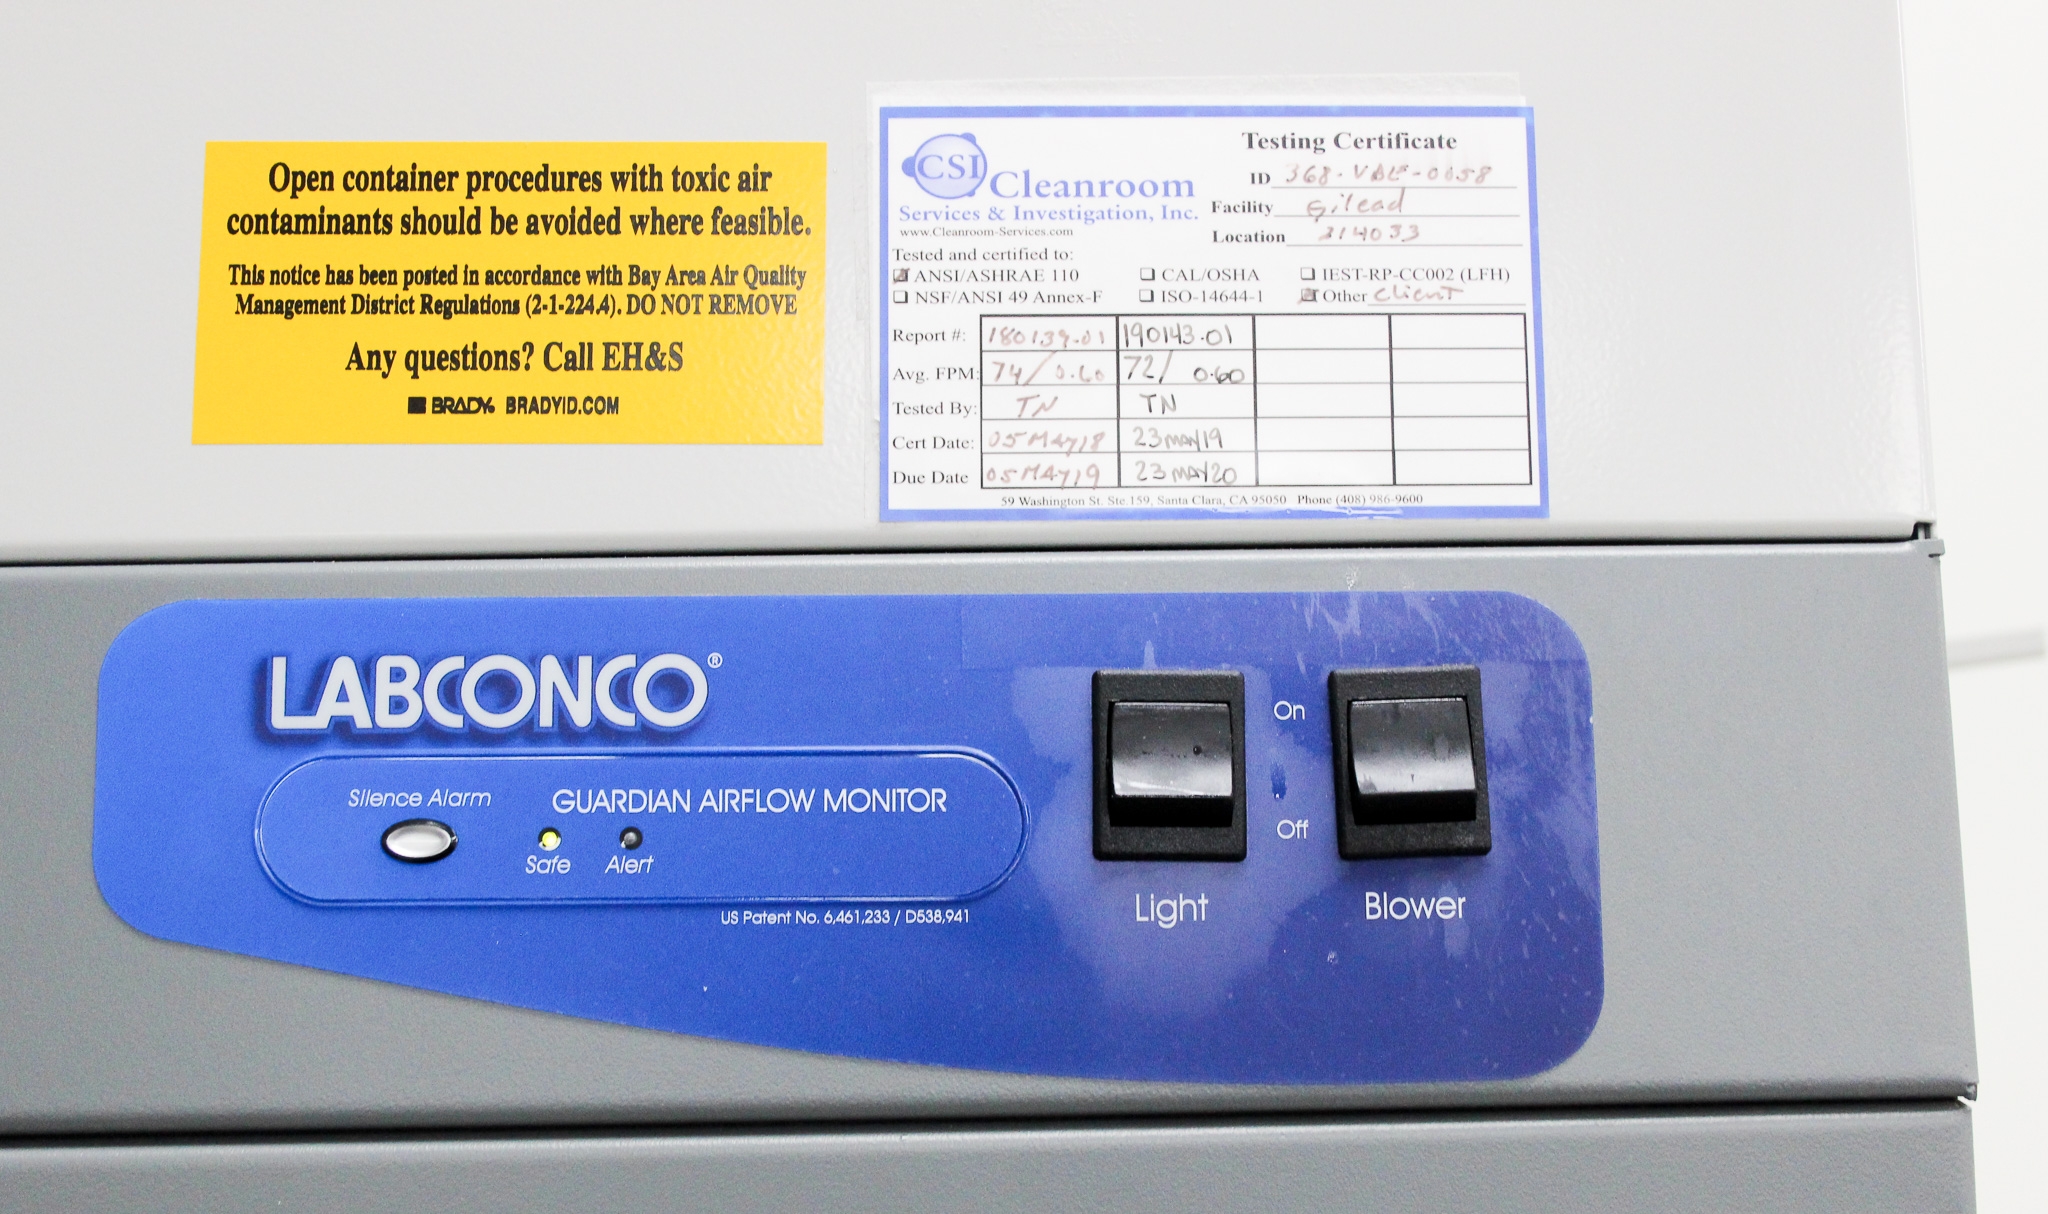 Open container procedures with toxic air
contaminants should be avoided where feasible.
This notice has been posted in accordance with Bay Area Air Quality
Management District Regulations (2-1-224.4). DO NOT REMOVE
Any questions? Call EH&S
BRADY. BRADYID.COM
CSI Cleanroom
Services & Investigation, Inc.
www.Cleanroom-Services.com
Testing Certificate
ID
Facility Gilead
Location 214033
Tested and certified to:
ANSI/ASHRAE 110 CAL/OSHA IEST-RP-CC002 (LFH)
NSF/ANSI 49 Annex-F ISO-14644-1 Other Client
Report #: 180139.01 190143.01
Avg. FPM: 74/0.60 72/0.60
Tested By: TN TN
Cert Date: 05MAY18 23MAY19
Due Date 05MAY19 23MAY20
59 Washington St. Ste.159, Santa Clara, CA 95050 Phone (408) 986-9600
LABCONCO®
Silence Alarm
GUARDIAN AIRFLOW MONITOR
Safe Alert
US Patent No. 6,461,233 / D538,941
On
Off
Light
Blower